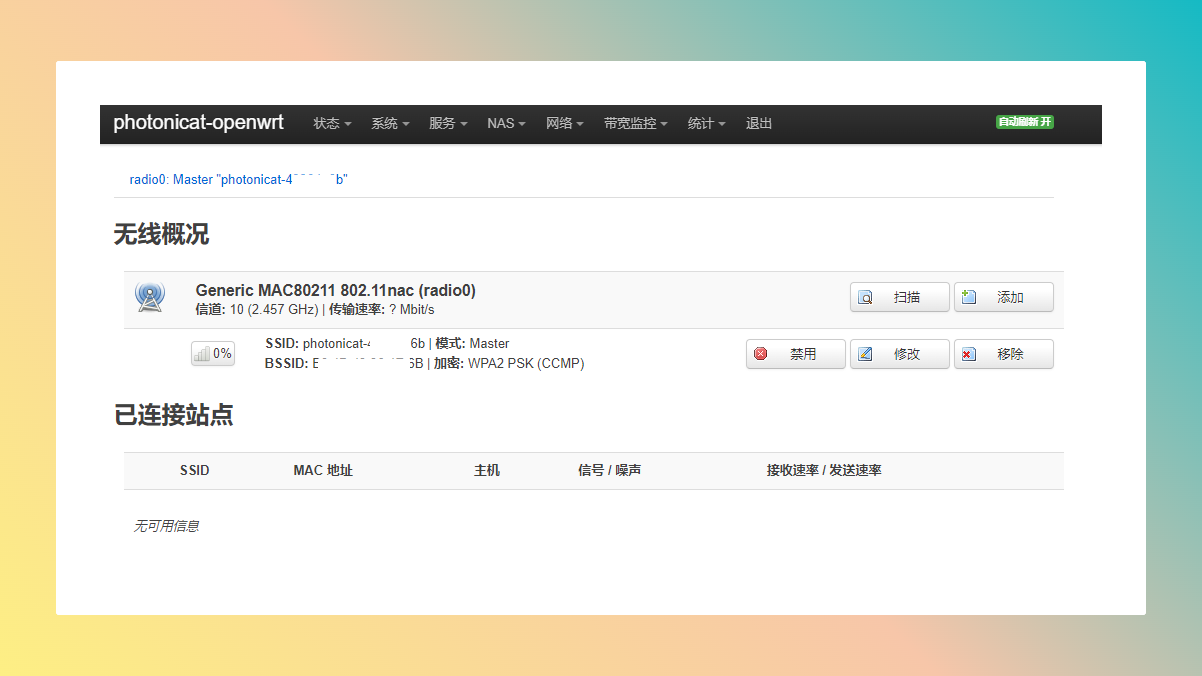 photonicat-openwrt 状态 系统 服务 NAS 网络 带宽监控 统计 退出 自动刷新 开
radio0: Master "photonicat-4 b"
无线概况
Generic MAC80211 802.11nac (radio0)
信道: 10 (2.457 GHz) | 传输速率: ? Mbit/s
扫描 添加
0%
SSID: photonicat- 6b | 模式: Master
BSSID: 6B | 加密: WPA2 PSK (CCMP)
禁用 修改 移除
已连接站点
SSID MAC 地址 主机 信号 / 噪声 接收速率 / 发送速率
无可用信息